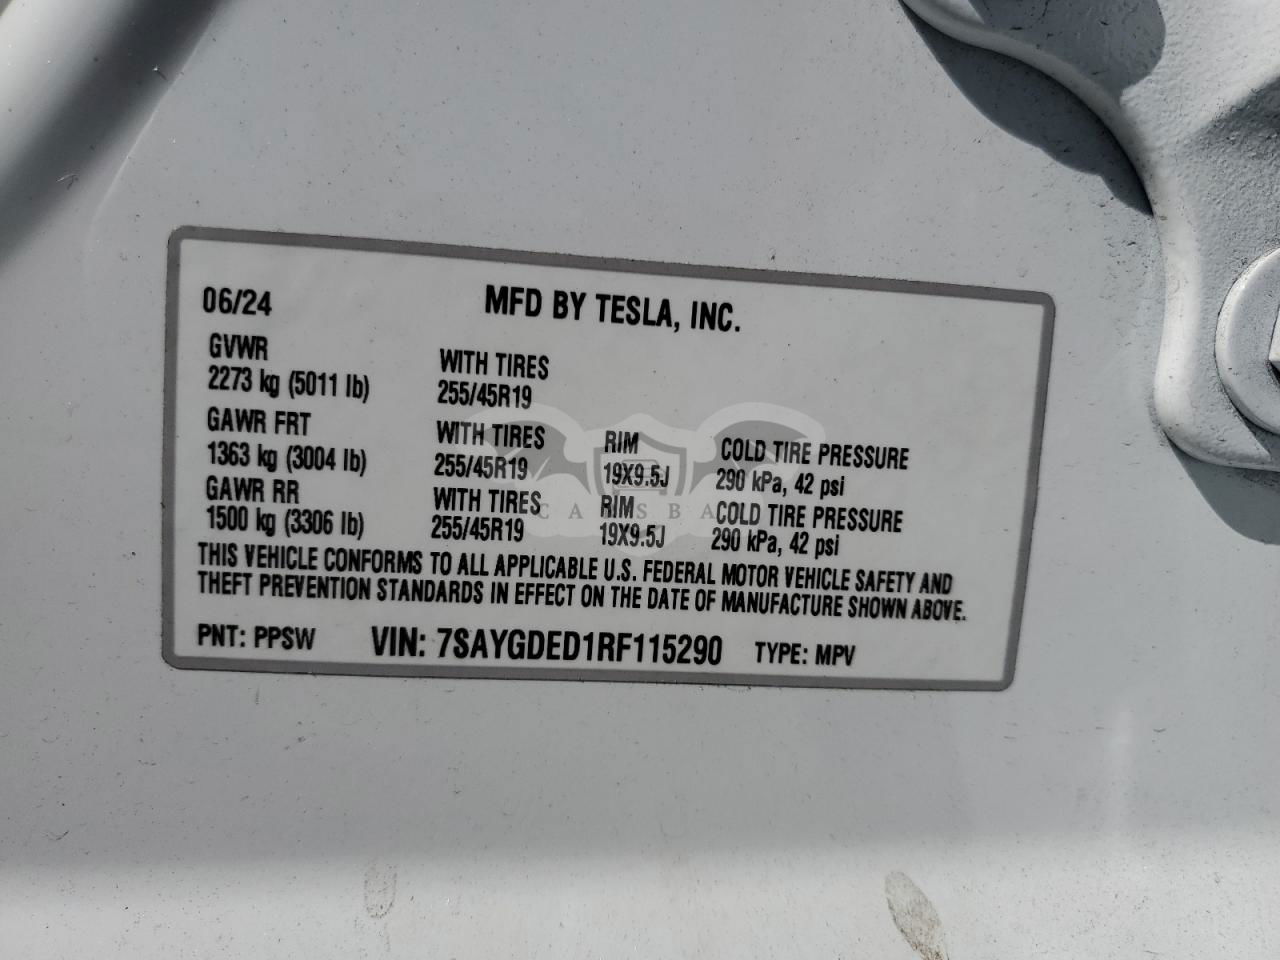 06/24 MFD BY TESLA, INC.
GVWR WITH TIRES
2273 kg (5011 lb) 255/45R19
GAWR FRT WITH TIRES RIM COLD TIRE PRESSURE
1363 kg (3004 lb) 255/45R19 19X9.5J 290 kPa, 42 psi
GAWR RR WITH TIRES RIM COLD TIRE PRESSURE
1500 kg (3306 lb) 255/45R19 19X9.5J 290 kPa, 42 psi
THIS VEHICLE CONFORMS TO ALL APPLICABLE U.S. FEDERAL MOTOR VEHICLE SAFETY AND
THEFT PREVENTION STANDARDS IN EFFECT ON THE DATE OF MANUFACTURE SHOWN ABOVE.
PNT: PPSW VIN: 7SAYGDED1RF115290 TYPE: MPV